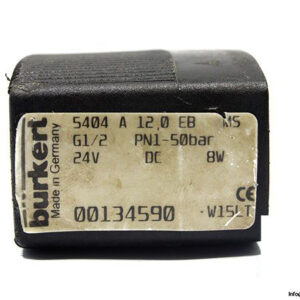 burkert
Made in Germany
5404 A 12,0 EB MS
G1/2 PN1-50bar
24V DC 8W
CE
00134590 -W15LT